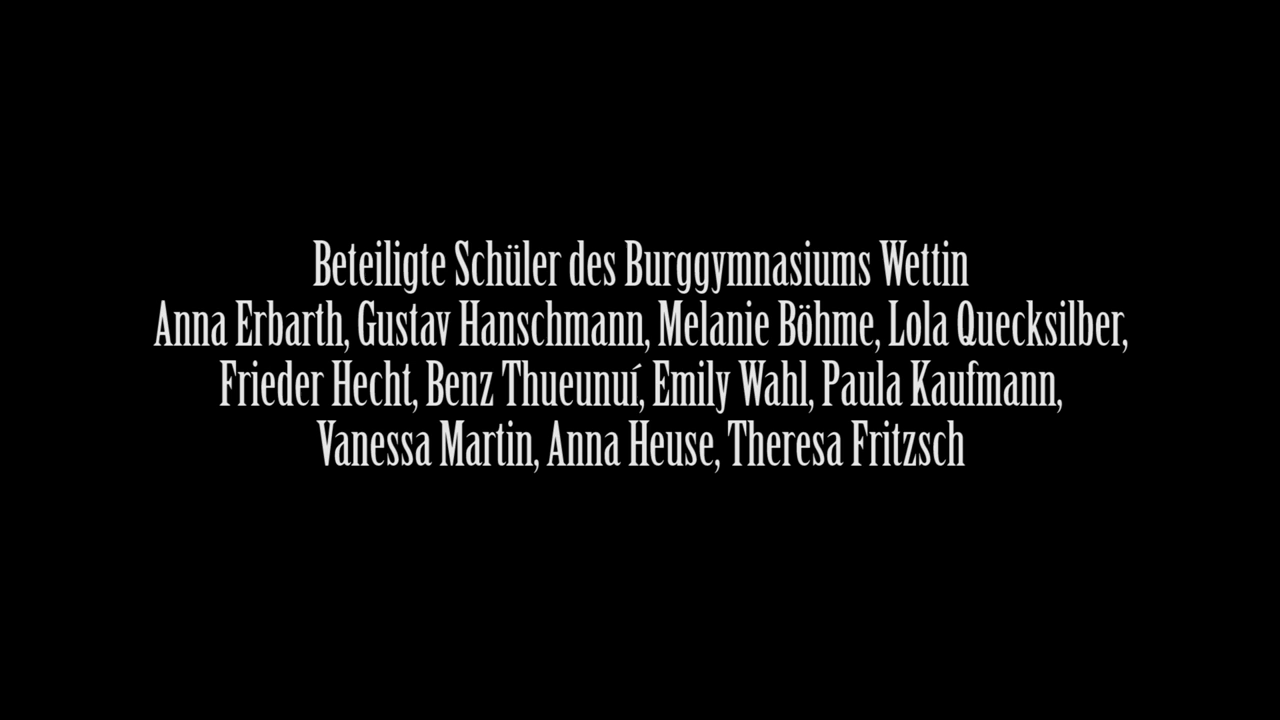 Beteiligte Schüler des Burggymnasiums Wettin
Anna Erbarth, Gustav Hanschmann, Melanie Böhme, Lola Quecksilber,
Frieder Hecht, Benz Thueunuí, Emily Wahl, Paula Kaufmann,
Vanessa Martin, Anna Heuse, Theresa Fritzsch